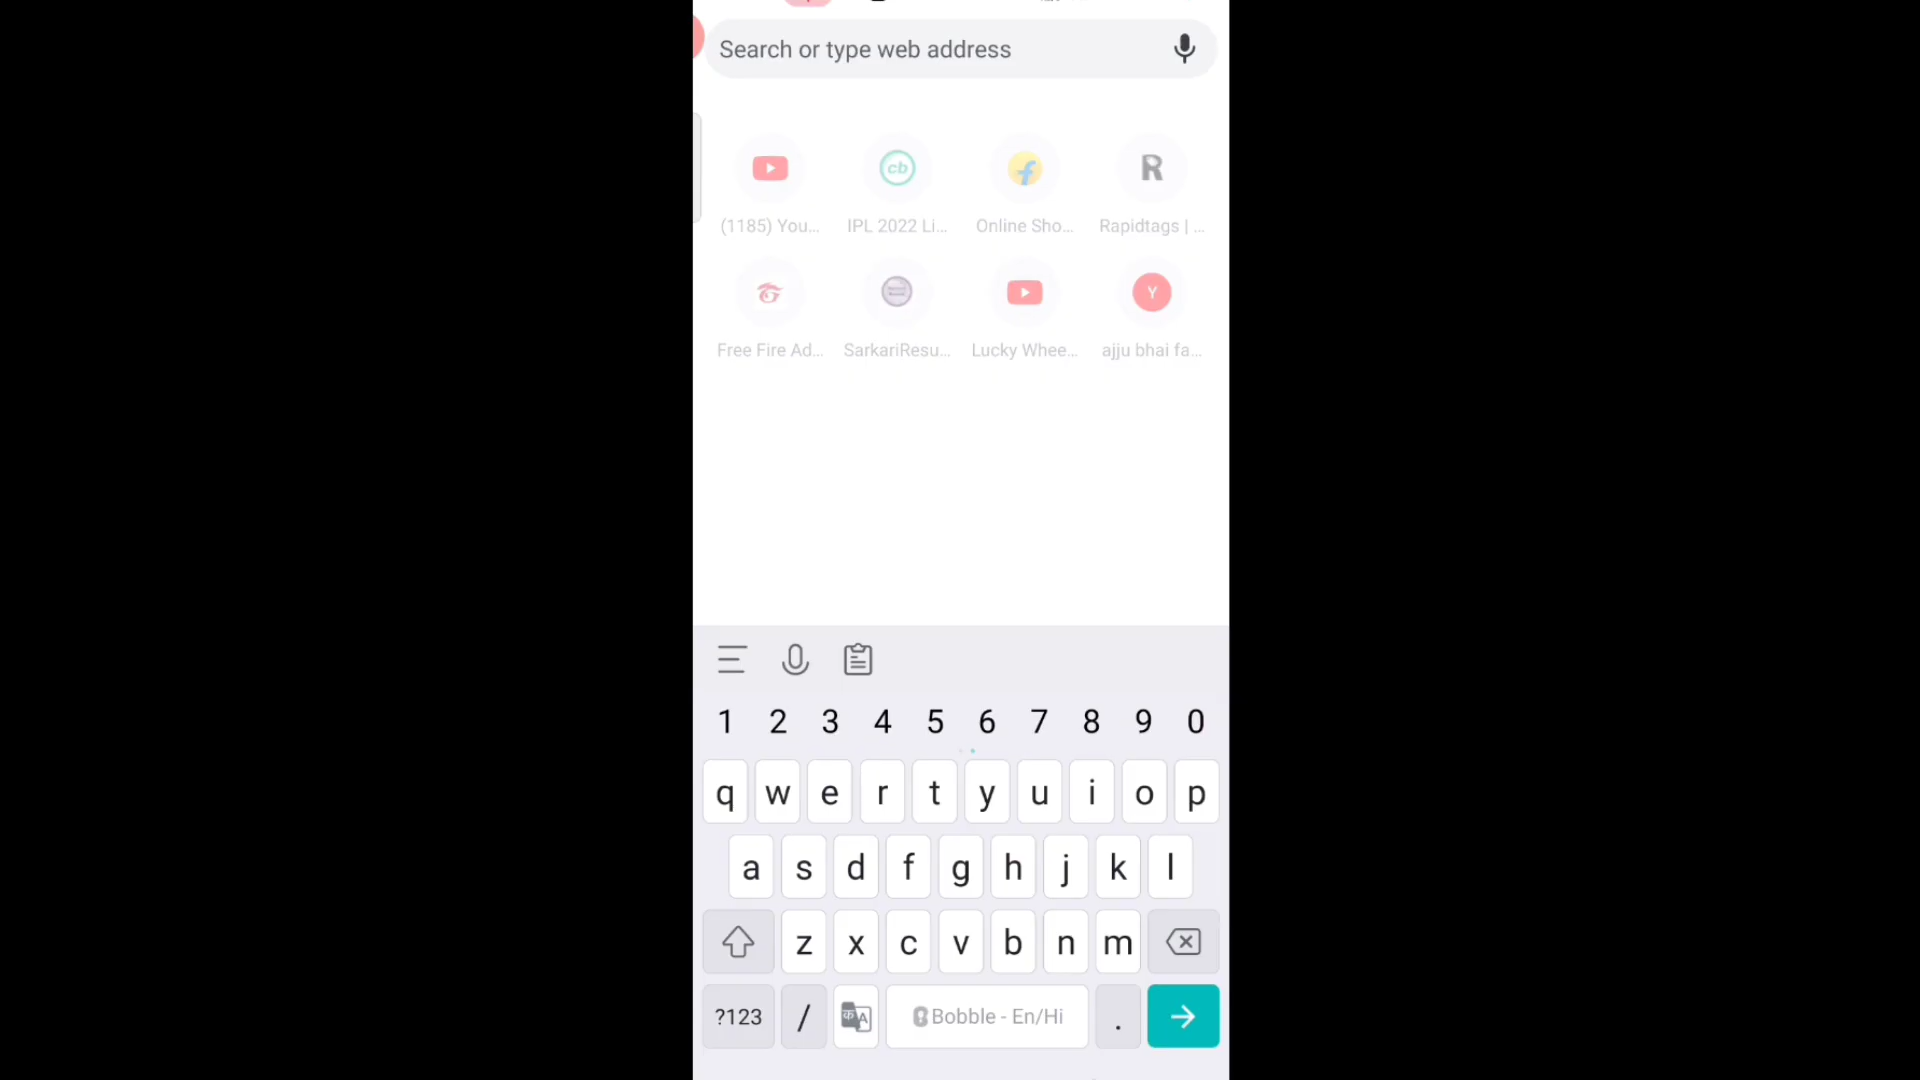 Search or type web address
cb
f
R
(1185) You... IPL 2022 Li... Online Sho... Rapidtags | ...
Y
Free Fire Ad... SarkariResu... Lucky Whee... ajju bhai fa...
1 2 3 4 5 6 7 8 9 0
q w e r t y u i o p
a s d f g h j k l
z x c v b n m
?123 / क A Bobble - En/Hi .